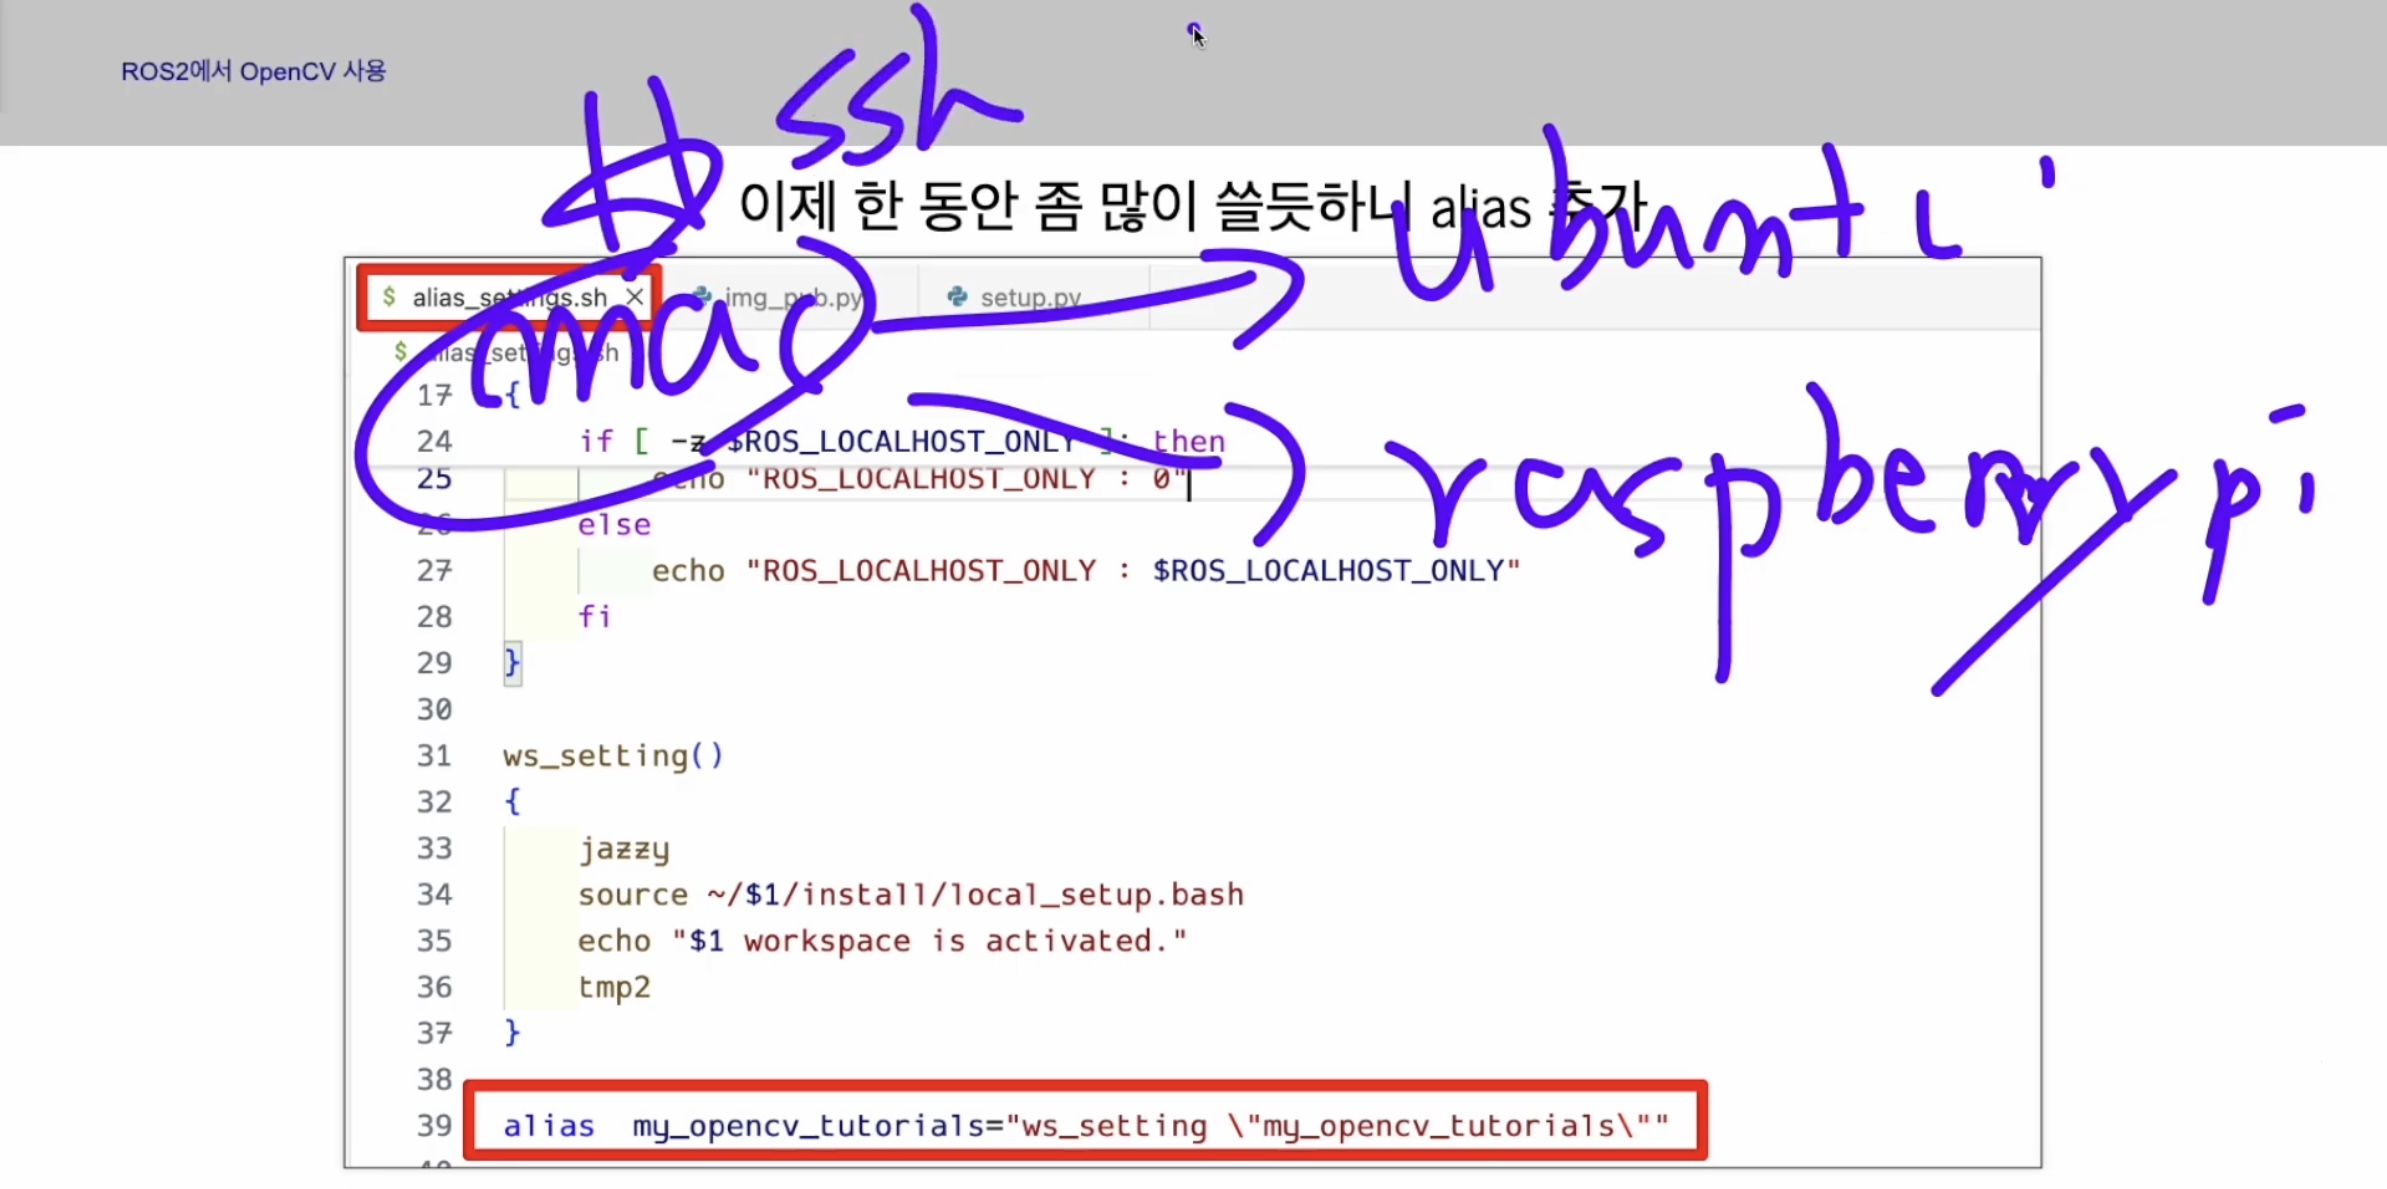 ROS2에서 OpenCV 사용
ssh
이제 한 동안 좀 많이 쓸듯하니 alias 추가
ubuntu
mac
$ alias_settings.sh × img_pub.py setup.py
$ alias_settings.sh
raspberry pi
17 {
24 if [ -z $ROS_LOCALHOST_ONLY ]; then
25 echo "ROS_LOCALHOST_ONLY : 0"
26 else
27 echo "ROS_LOCALHOST_ONLY : $ROS_LOCALHOST_ONLY"
28 fi
29 }
30
31 ws_setting()
32 {
33 jazzy
34 source ~/$1/install/local_setup.bash
35 echo "$1 workspace is activated."
36 tmp2
37 }
38
39 alias my_opencv_tutorials="ws_setting \"my_opencv_tutorials\""